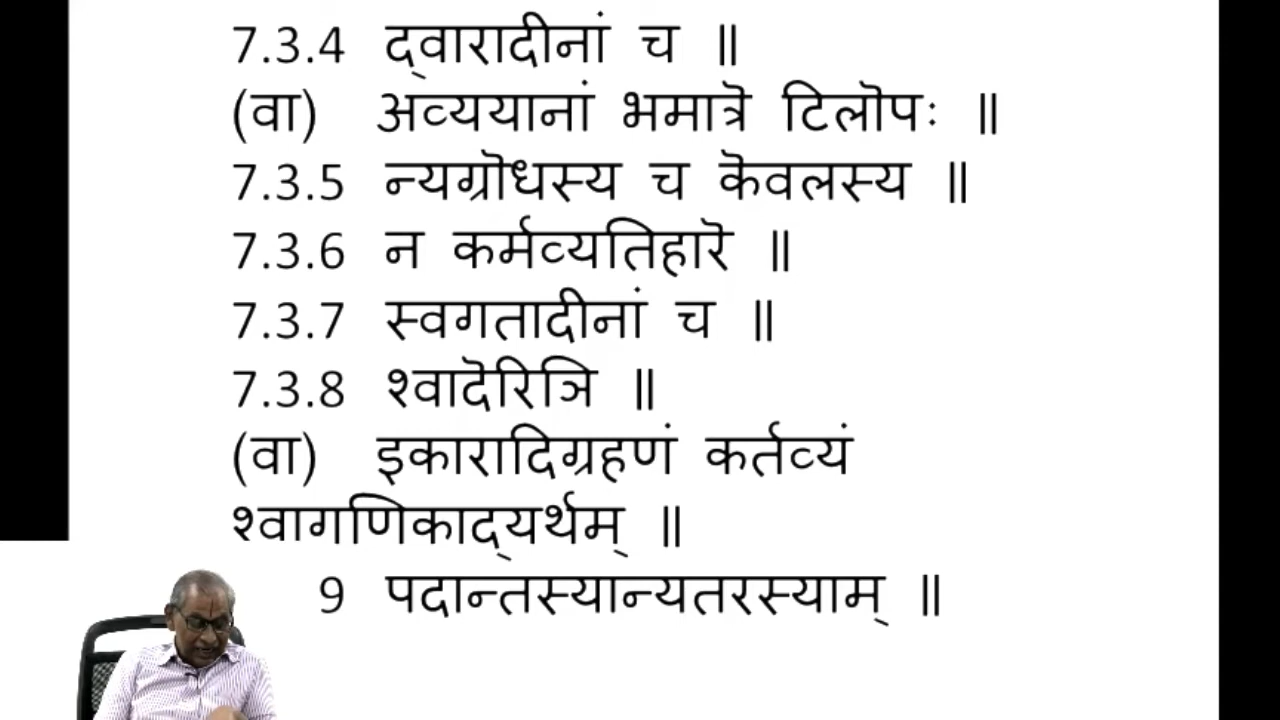 7.3.4 द्‌वारादीनां च ॥
(वा) अव्ययानां भमात्रॆ टिलॊपः ॥
7.3.5 न्यग्रॊधस्य च कॆवलस्य ॥
7.3.6 न कर्मव्यतिहारॆ ॥
7.3.7 स्वगतादीनां च ॥
7.3.8 श्वादॆरिञि ॥
(वा) इकारादिग्रहणं कर्तव्यं
श्वागणिकाद्‌यर्थम् ॥
9 पदान्तस्यान्यतरस्याम् ॥